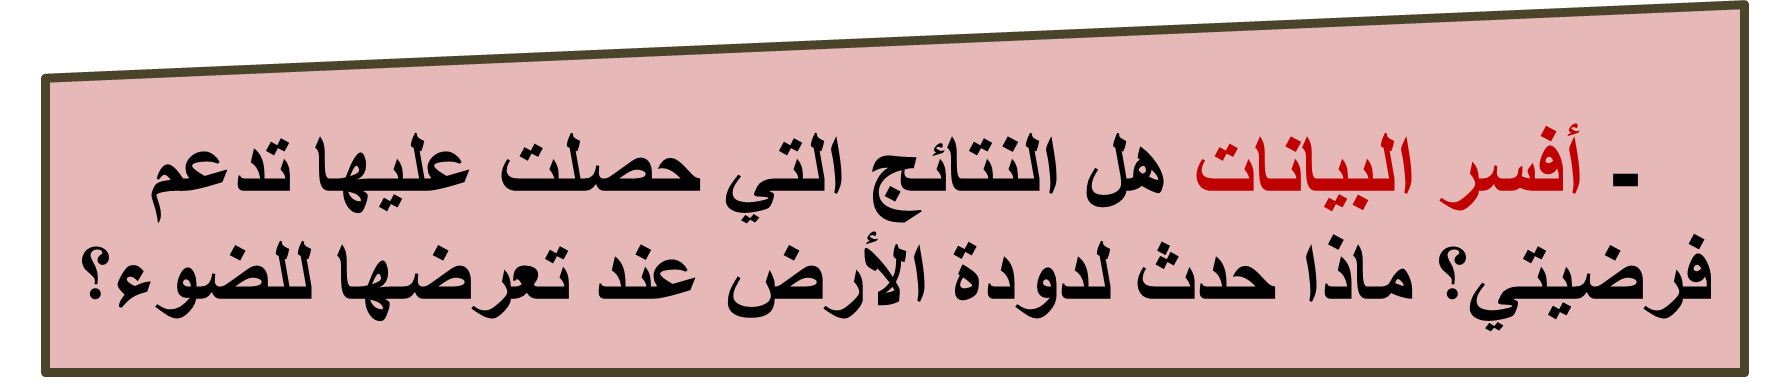 - أفسر البيانات هل النتائج التي حصلت عليها تدعم
فرضيتي؟ ماذا حدث لدودة الأرض عند تعرضها للضوء؟